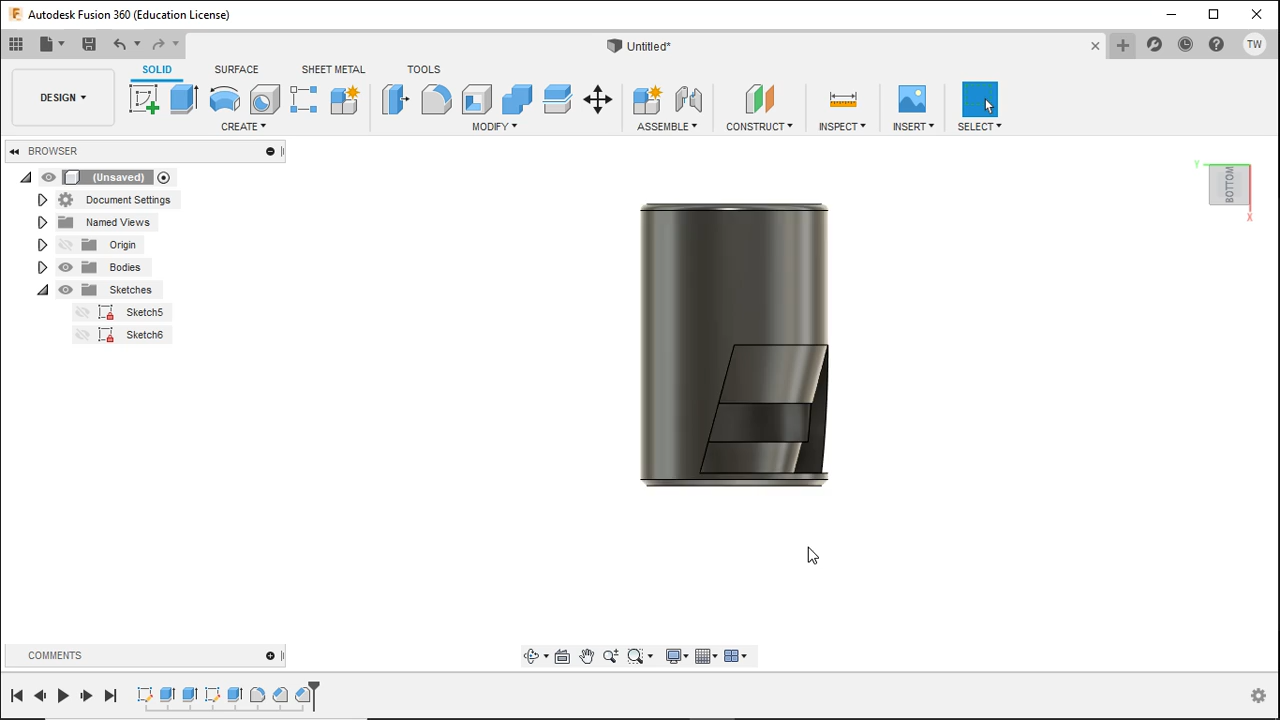 Autodesk Fusion 360 (Education License)
Untitled*
TW
DESIGN
SOLID
SURFACE
SHEET METAL
TOOLS
CREATE
MODIFY
ASSEMBLE
CONSTRUCT
INSPECT
INSERT
SELECT
BROWSER
(Unsaved)
Document Settings
Named Views
Origin
Bodies
Sketches
Sketch5
Sketch6
Y
BOTTOM
X
COMMENTS